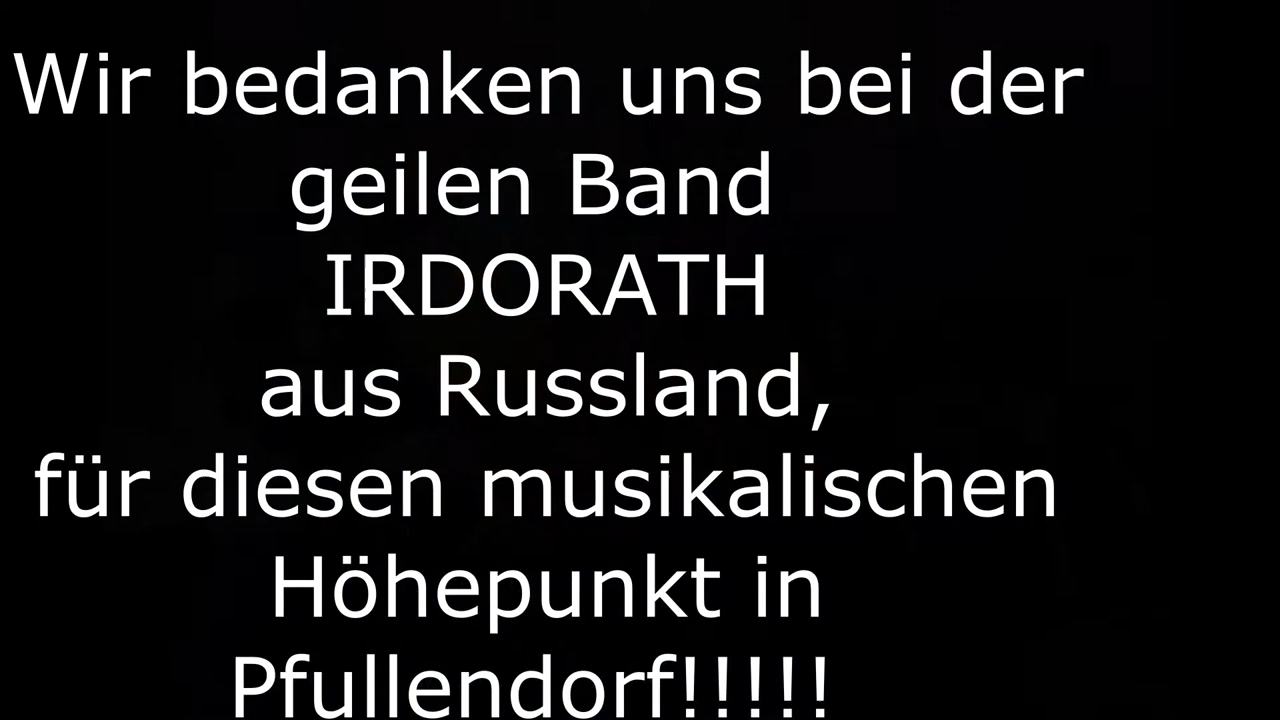 Wir bedanken uns bei der
geilen Band
IRDORATH
aus Russland,
für diesen musikalischen
Höhepunkt in
Pfullendorf!!!!!